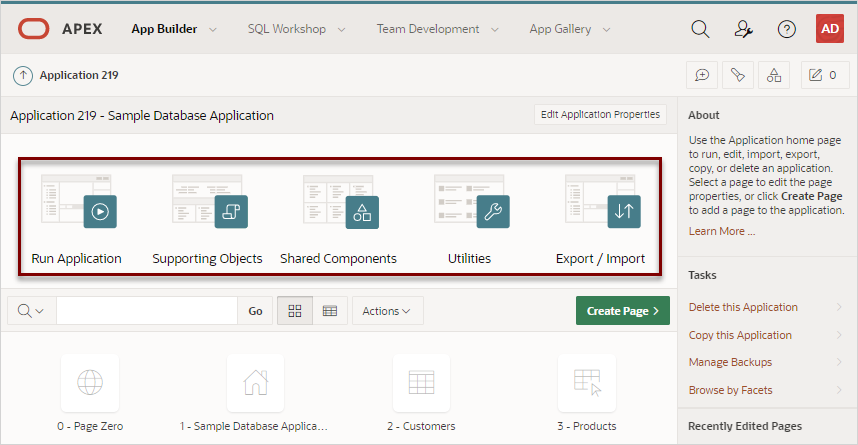 APEX App Builder SQL Workshop Team Development App Gallery AD
Application 219 0
Application 219 - Sample Database Application Edit Application Properties
Run Application Supporting Objects Shared Components Utilities Export / Import
Go Actions Create Page
0 - Page Zero 1 - Sample Database Applica... 2 - Customers 3 - Products
About
Use the Application home page
to run, edit, import, export,
copy, or delete an application.
Select a page to edit the page
properties, or click Create Page
to add a page to the application.
Learn More ...
Tasks
Delete this Application
Copy this Application
Manage Backups
Browse by Facets
Recently Edited Pages